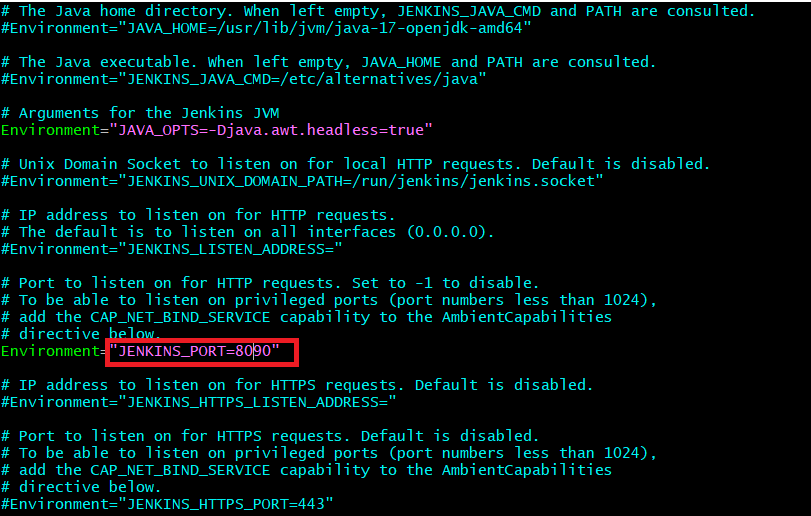 # The Java home directory. When left empty, JENKINS_JAVA_CMD and PATH are consulted.
#Environment="JAVA_HOME=/usr/lib/jvm/java-17-openjdk-amd64"
# The Java executable. When left empty, JAVA_HOME and PATH are consulted.
#Environment="JENKINS_JAVA_CMD=/etc/alternatives/java"
# Arguments for the Jenkins JVM
Environment="JAVA_OPTS=-Djava.awt.headless=true"
# Unix Domain Socket to listen on for local HTTP requests. Default is disabled.
#Environment="JENKINS_UNIX_DOMAIN_PATH=/run/jenkins/jenkins.socket"
# IP address to listen on for HTTP requests.
# The default is to listen on all interfaces (0.0.0.0).
#Environment="JENKINS_LISTEN_ADDRESS="
# Port to listen on for HTTP requests. Set to -1 to disable.
# To be able to listen on privileged ports (port numbers less than 1024),
# add the CAP_NET_BIND_SERVICE capability to the AmbientCapabilities
# directive below.
Environment="JENKINS_PORT=8090"
# IP address to listen on for HTTPS requests. Default is disabled.
#Environment="JENKINS_HTTPS_LISTEN_ADDRESS="
# Port to listen on for HTTPS requests. Default is disabled.
# To be able to listen on privileged ports (port numbers less than 1024),
# add the CAP_NET_BIND_SERVICE capability to the AmbientCapabilities
# directive below.
#Environment="JENKINS_HTTPS_PORT=443"